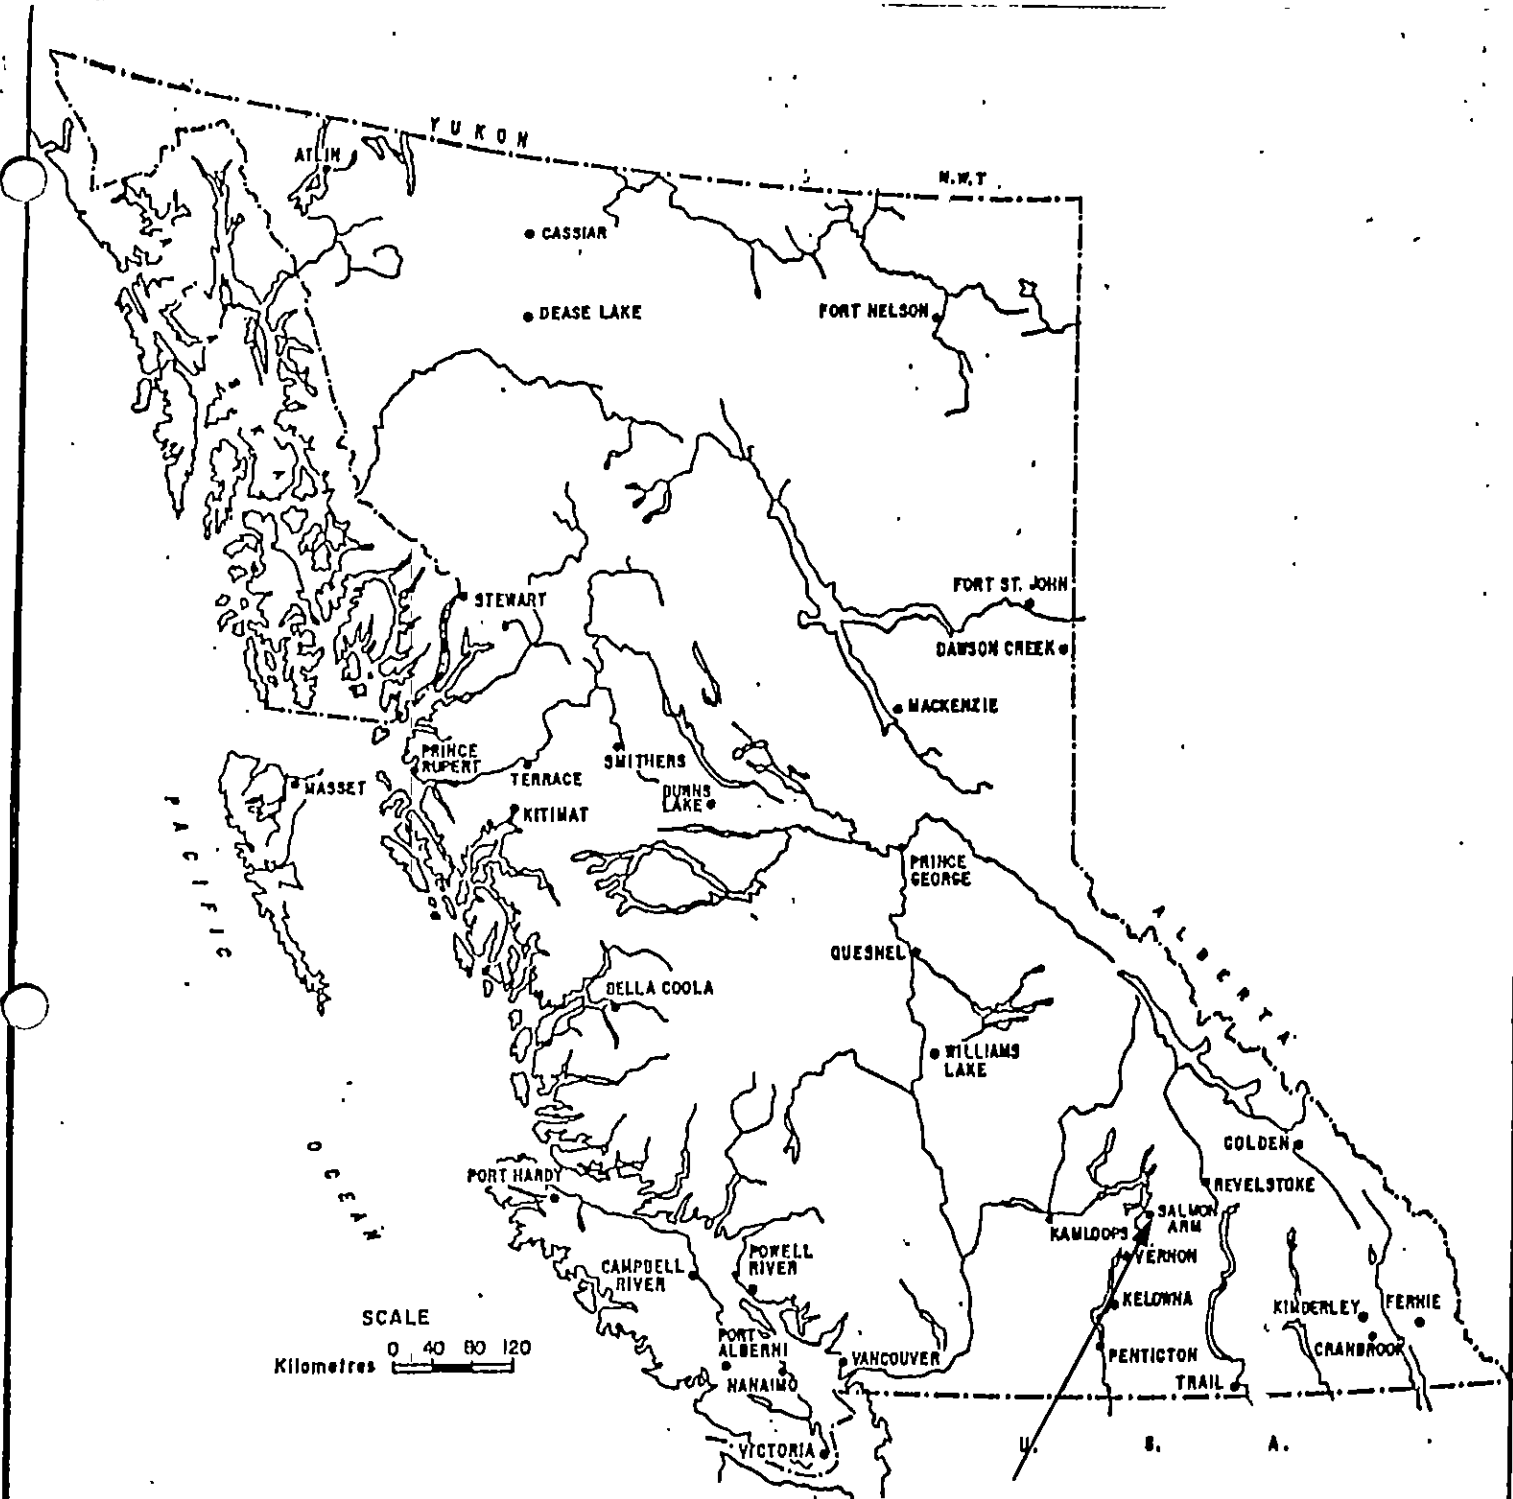 YUKON
N.W.T.
ATLIN
CASSIAR
DEASE LAKE
FORT NELSON
ALASKA
STEWART
FORT ST. JOHN
DAWSON CREEK
MACKENZIE
PRINCE
RUPERT
TERRACE
SMITHERS
BURNS
LAKE
MASSET
KITIMAT
PRINCE
GEORGE
PACIFIC
OCEAN
ALBERTA
QUESNEL
BELLA COOLA
WILLIAMS
LAKE
GOLDEN
PORT HARDY
REVELSTOKE
SALMON
ARM
KAMLOOPS
VERNON
CAMPBELL
RIVER
POWELL
RIVER
KELOWNA
KIMBERLEY
FERNIE
CRANBROOK
SCALE
0 40 80 120
Kilometres
PORT
ALBERNI
NANAIMO
VANCOUVER
PENTICTON
TRAIL
VICTORIA
U. S. A.